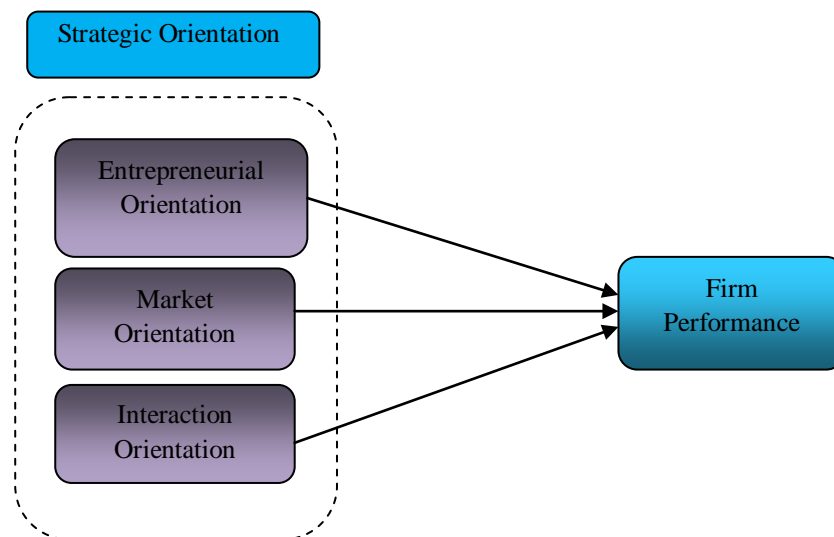 Strategic Orientation
Entrepreneurial
Orientation
Market
Orientation
Interaction
Orientation
Firm
Performance